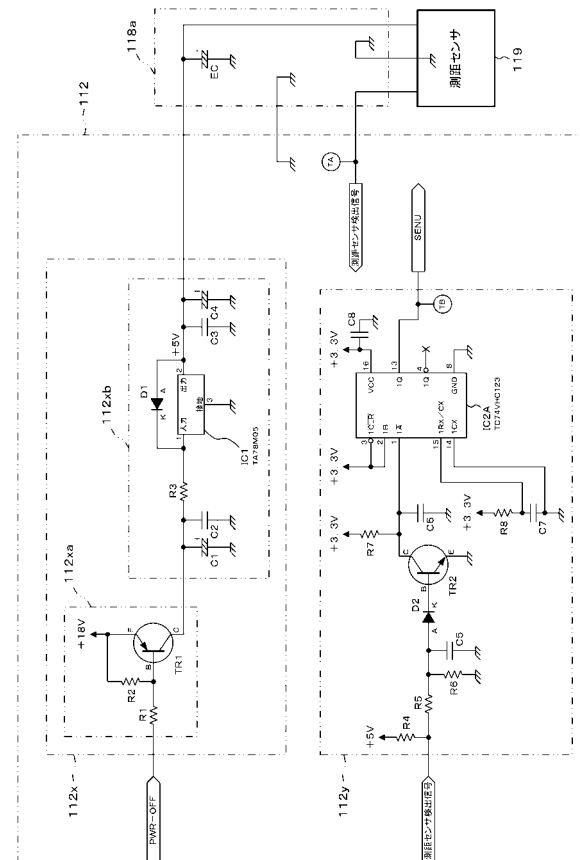 118a
EC
測距センサ
119
112
TA
測距センサ検出信号
SENU
TB
112x
112xa
+18V
R2
R1
B
E
C
TR1
PWR-OFF
112xb
D1
K
A
+5V
1
入力
出力
2
接地
3
IC1
TA78M05
R3
C1
C2
C3
C4
112y
+5V
R4
R5
R6
C5
A
D2
K
B
C
E
TR2
+3.3V
R7
C6
+3.3V
R8
C7
+3.3V
3
1CLR
2
1B
1
1A
15
1RX/CX
14
1CX
+3.3V
C8
16
VCC
13
1Q
4
1Q
8
GND
IC2A
TC74VHC123
測距センサ検出信号